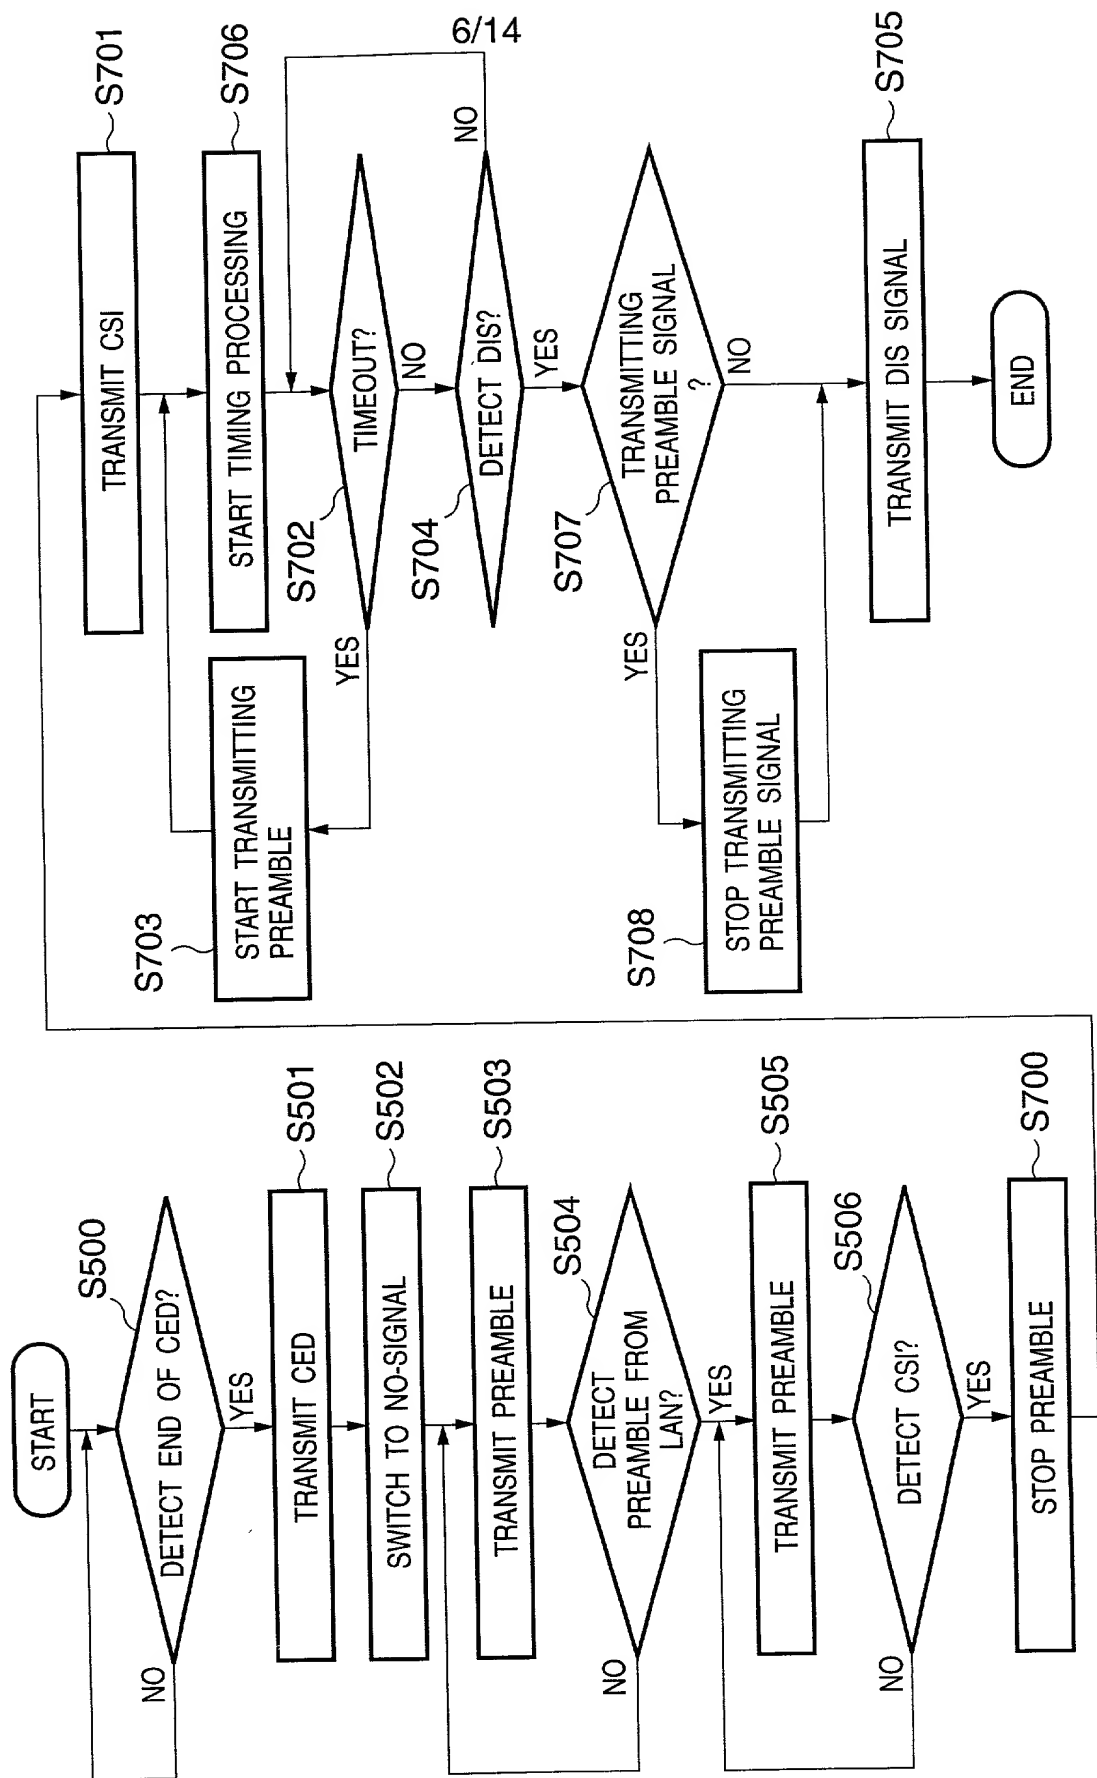 6/14
START
DETECT END OF CED?
S500
NO
YES
TRANSMIT CED
S501
SWITCH TO NO-SIGNAL
S502
TRANSMIT PREAMBLE
S503
DETECT
PREAMBLE FROM
LAN?
S504
NO
YES
TRANSMIT PREAMBLE
S505
DETECT CSI?
S506
NO
YES
STOP PREAMBLE
S700
TRANSMIT CSI
S701
START TIMING PROCESSING
S706
S703
START TRANSMITTING
PREAMBLE
TIMEOUT?
S702
YES
NO
DETECT DIS?
S704
NO
YES
TRANSMITTING
PREAMBLE SIGNAL
?
S707
YES
NO
S708
STOP TRANSMITTING
PREAMBLE SIGNAL
TRANSMIT DIS SIGNAL
S705
END